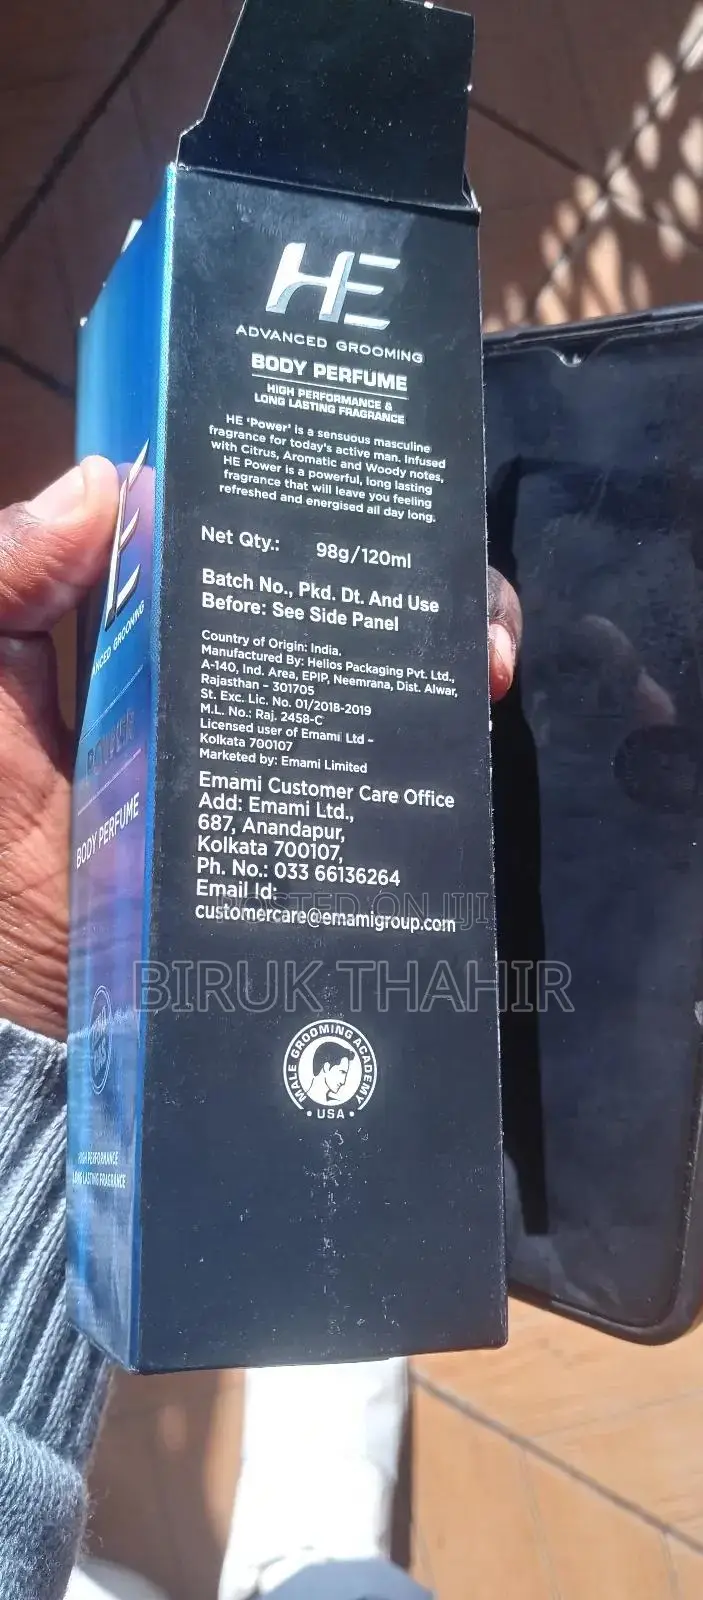 HE
ADVANCED GROOMING
BODY PERFUME
HIGH PERFORMANCE &
LONG LASTING FRAGRANCE
HE 'Power' is a sensuous masculine
fragrance for today's active man. Infused
with Citrus, Aromatic and Woody notes,
HE Power is a powerful, long lasting
fragrance that will leave you feeling
refreshed and energised all day long.
Net Qty.: 98g/120ml
Batch No., Pkd. Dt. And Use
Before: See Side Panel
Country of Origin: India.
Manufactured By: Helios Packaging Pvt. Ltd.,
A-140, Ind. Area, EPIP, Neemrana, Dist. Alwar,
Rajasthan - 301705
St. Exc. Lic. No. 01/2018-2019
M.L. No.: Raj. 2458-C
Licensed user of Emami Ltd -
Kolkata 700107
Marketed by: Emami Limited
Emami Customer Care Office
Add: Emami Ltd.,
687, Anandapur,
Kolkata 700107,
Ph. No.: 033 66136264
Email Id:
customercare@emamigroup.com
POSTED ON JIJI
BIRUK THAHIR
MALE GROOMING ACADEMY
• USA •
E
ANCED GROOMING
POWER
BODY PERFUME
HIGH PERFORMANCE
LONG LASTING FRAGRANCE